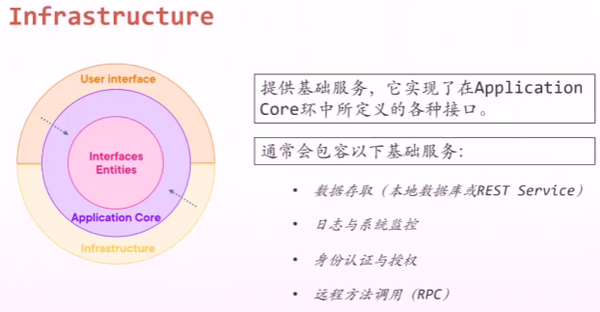 Infrastructure
User interface
Interfaces
Entities
Application Core
Infrastructure
提供基础服务，它实现了在Application
Core环中所定义的各种接口。
通常会包容以下基础服务：
• 数据存取（本地数据库或REST Service）
• 日志与系统监控
• 身份认证与授权
• 远程方法调用（RPC）